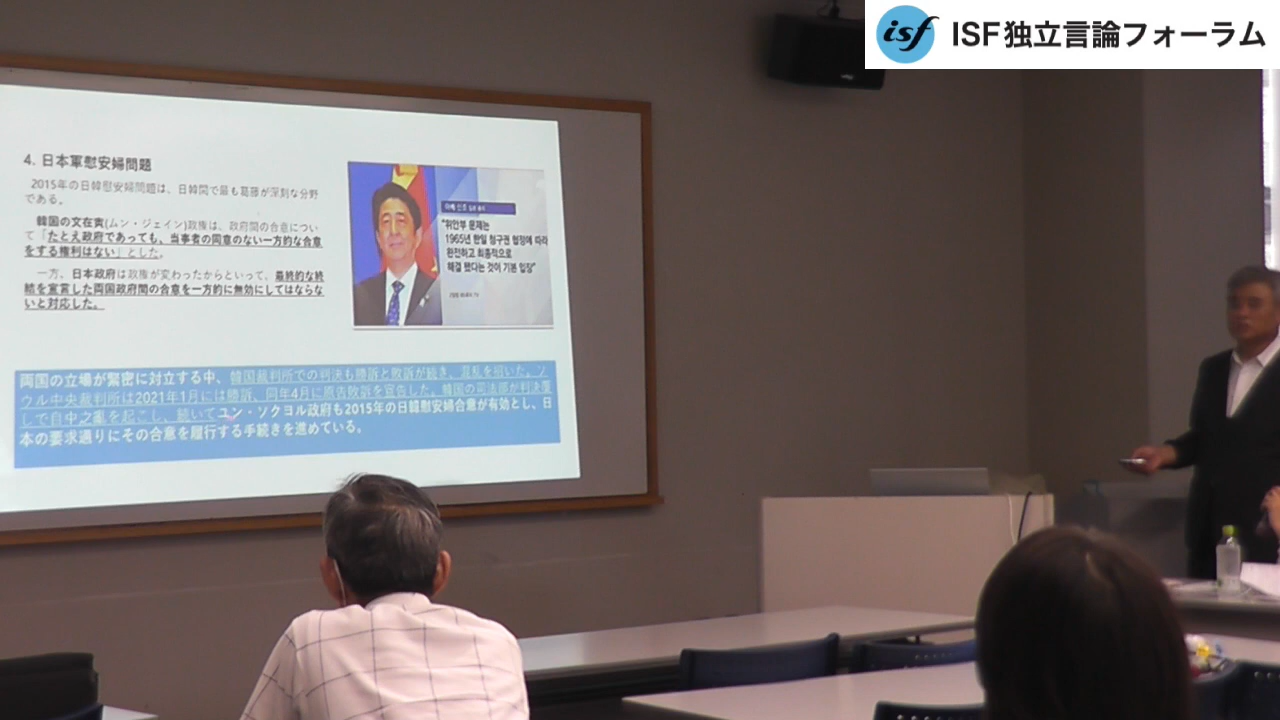 isf ISF独立言論フォーラム
4. 日本軍慰安婦問題
2015年の日韓慰安婦問題は、日韓間で最も葛藤が深刻な分野
である。
韓国の文在寅(ムン・ジェイン)政権は、政府間の合意につい
て「たとえ政府であっても、当事者の同意のない一方的な合意
をする権利はない」とした。
一方、日本政府は政権が変わったからといって、最終的な終
結を宣言した両国政府間の合意を一方的に無効にしてはならな
いと対応した。
아베 신조
"위안부 문제는
1965년 한일 청구권 협정에 따라
완전하고 최종적으로
해결 됐다는 것이 기본 입장"
両国の立場が緊密に対立する中、韓国裁判所での判決も勝訴と敗訴が続き、混乱を招いた。ソ
ウル中央裁判所は2021年1月には勝訴、同年4月に原告敗訴を宣告した。韓国の司法部が判決覆
しで自中之亂を起こし、続いてユン・ソクヨル政府も2015年の日韓慰安婦合意が有効とし、日
本の要求通りにその合意を履行する手続きを進めている。